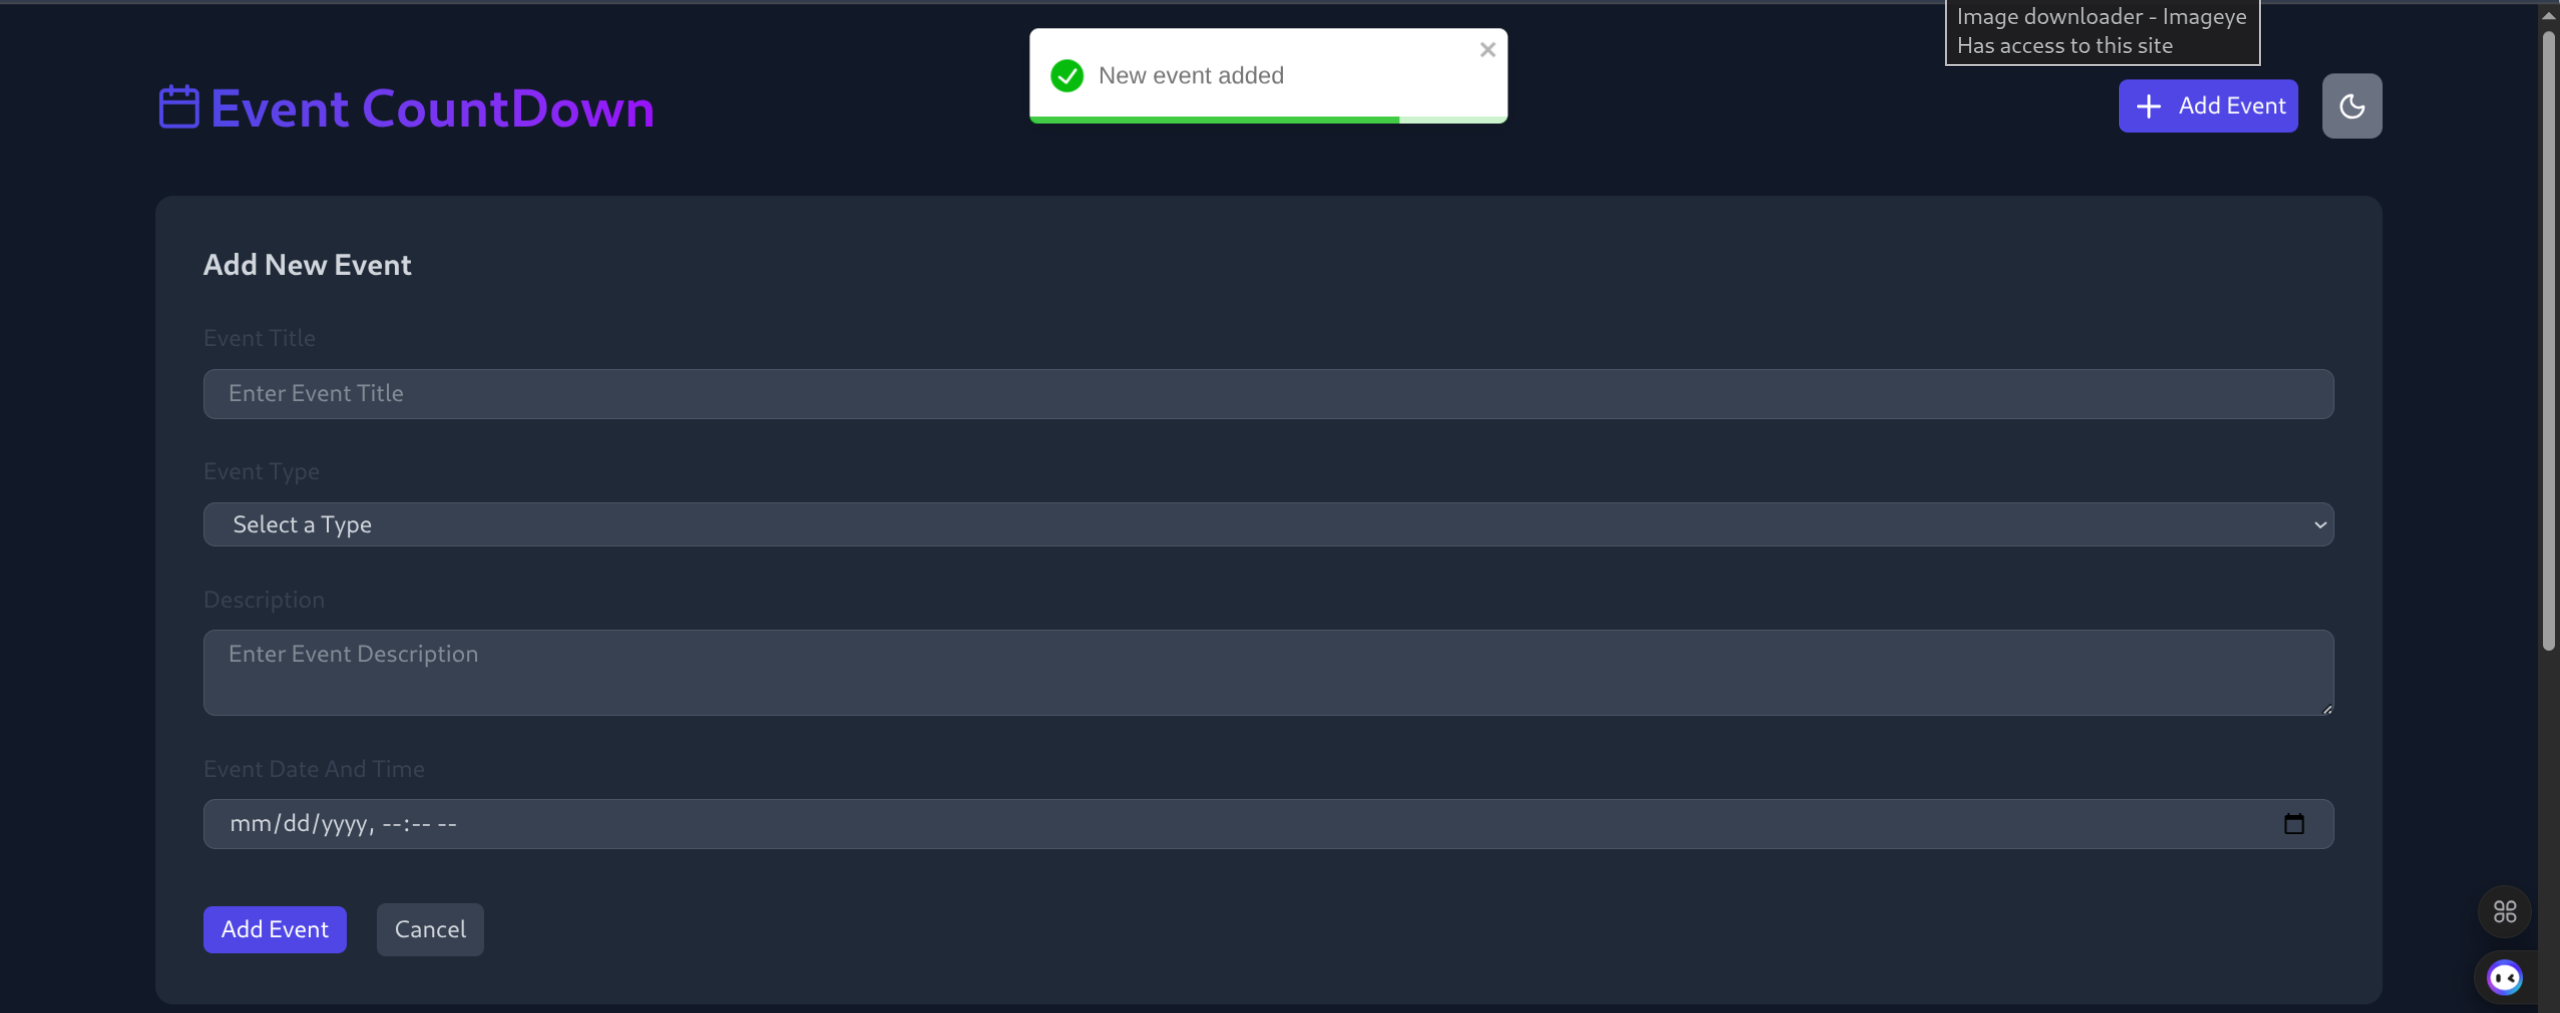 Image downloader - Imageye
Has access to this site
New event added
Event CountDown
Add Event
Add New Event
Event Title
Enter Event Title
Event Type
Select a Type
Description
Enter Event Description
Event Date And Time
mm/dd/yyyy, --:-- --
Add Event
Cancel